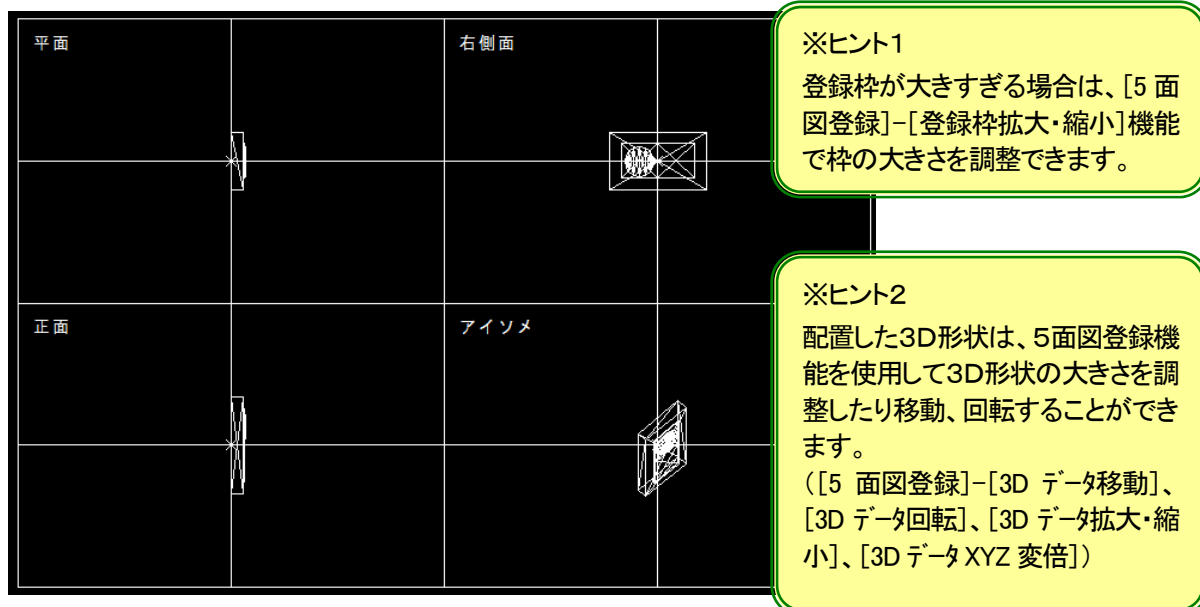 平面
右側面
正面
アイソメ
※ヒント1
登録枠が大きすぎる場合は、[5 面
図登録]-[登録枠拡大・縮小]機能
で枠の大きさを調整できます。
※ヒント2
配置した3D形状は、5面図登録機
能を使用して3D形状の大きさを調
整したり移動、回転することができ
ます。
([5 面図登録]-[3D データ移動]、
[3D データ回転]、[3D データ拡大・縮
小]、[3D データ XYZ 変倍])